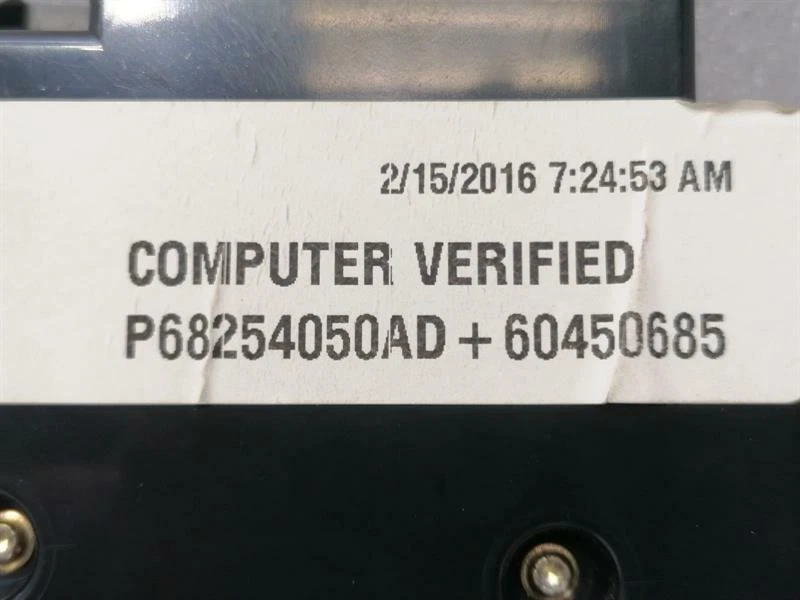 2/15/2016 7:24:53 AM
COMPUTER VERIFIED
P68254050AD + 60450685